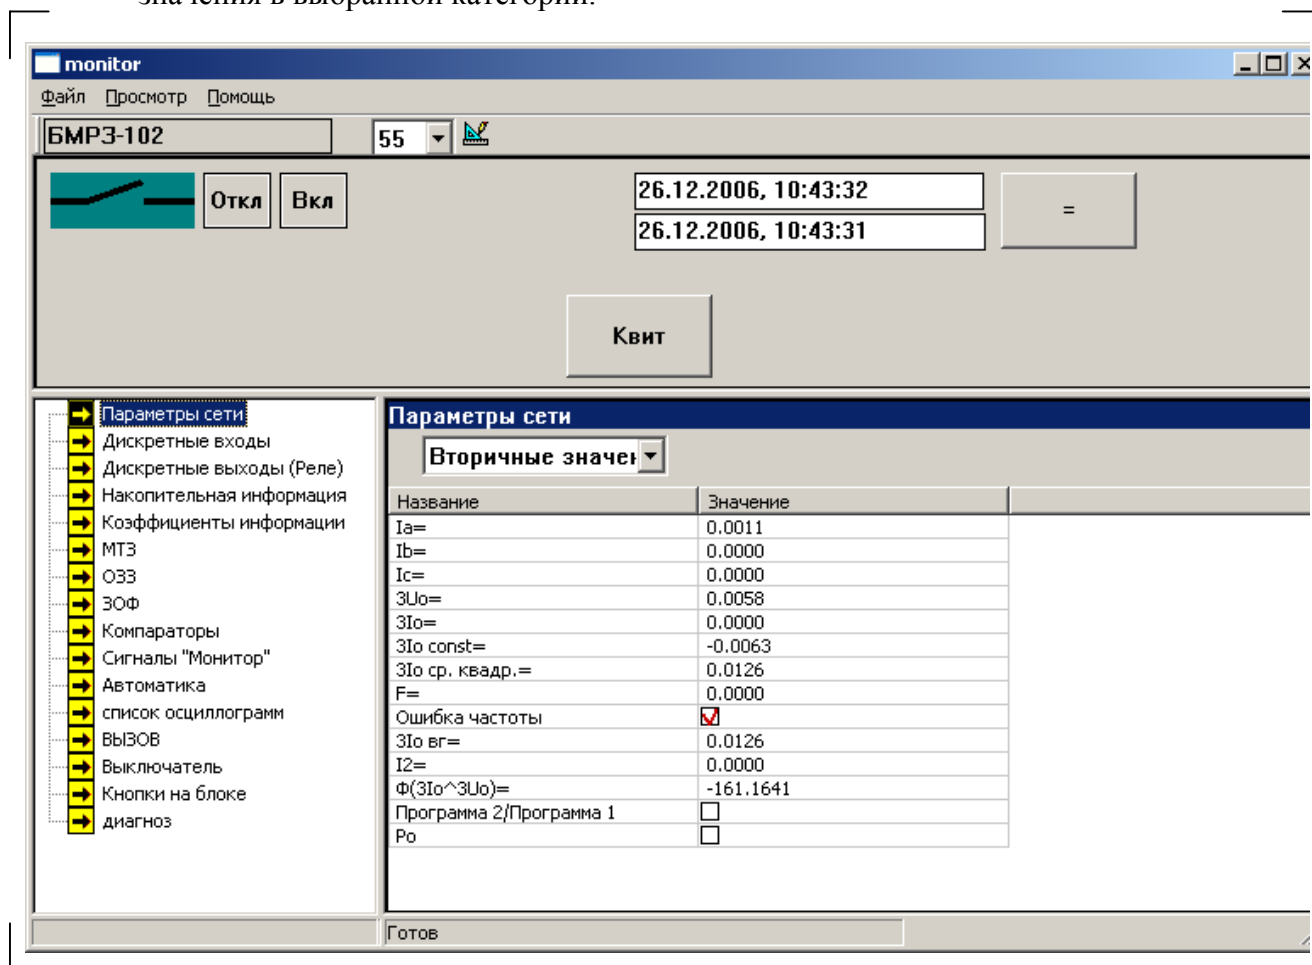 значения в выбранной категории.
monitor
Файл Просмотр Помощь
БМРЗ-102 55
Откл Вкл 26.12.2006, 10:43:32 =
26.12.2006, 10:43:31
Квит
Параметры сети
Дискретные входы
Дискретные выходы (Реле)
Накопительная информация
Коэффициенты информации
МТЗ
ОЗЗ
ЗОФ
Компараторы
Сигналы "Монитор"
Автоматика
список осциллограмм
ВЫЗОВ
Выключатель
Кнопки на блоке
диагноз
Параметры сети
Вторичные значен
Название Значение
Ia= 0.0011
Ib= 0.0000
Ic= 0.0000
3Uo= 0.0058
3Io= 0.0000
3Io const= -0.0063
3Io ср. квадр.= 0.0126
F= 0.0000
Ошибка частоты
3Io вг= 0.0126
I2= 0.0000
Ф(3Io^3Uo)= -161.1641
Программа 2/Программа 1
Po
Готов